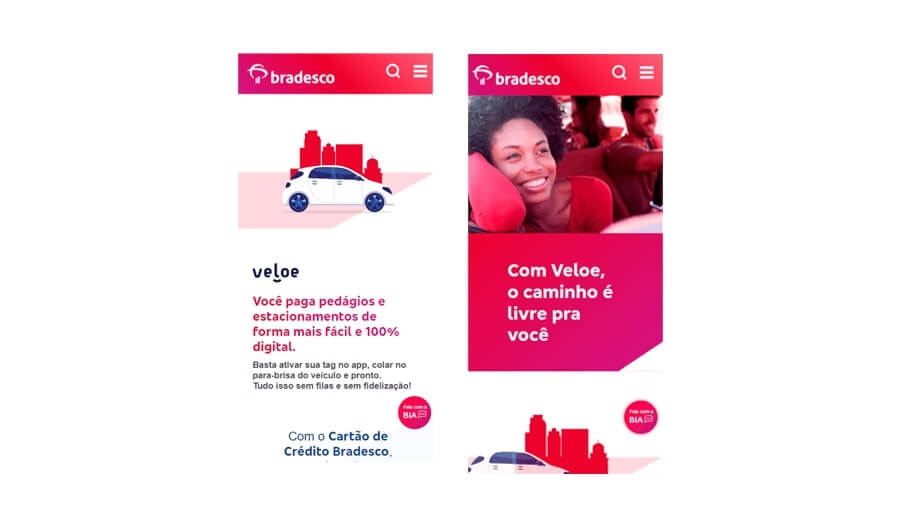 bradesco
veloe
Você paga pedágios e
estacionamentos de
forma mais fácil e 100%
digital.
Basta ativar sua tag no app, colar no
para-brisa do veículo e pronto.
Tudo isso sem filas e sem fidelização!
Fale com a
BIA
Com o Cartão de
Crédito Bradesco,
bradesco
Com Veloe,
o caminho é
livre pra
você
Fale com a
BIA